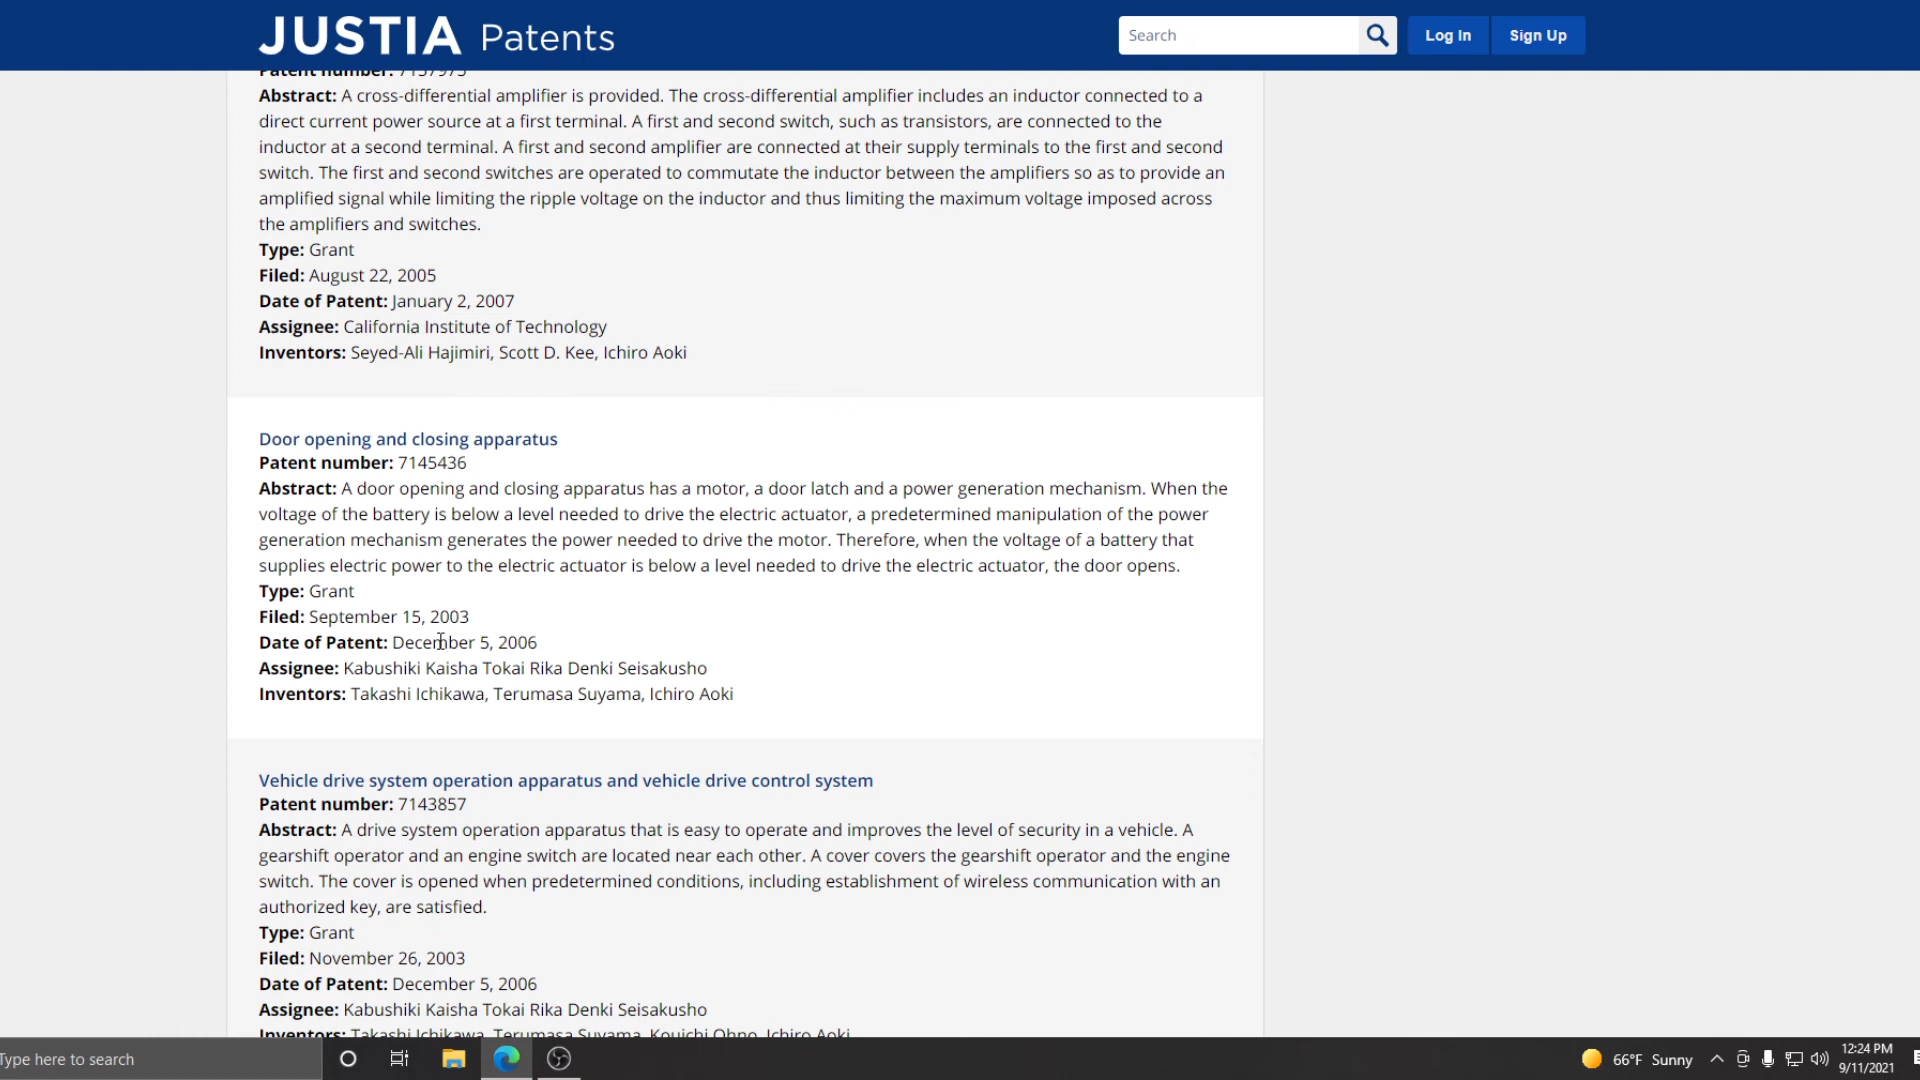 JUSTIA Patents
Search
Log In
Sign Up
Patent number: 7157973
Abstract: A cross-differential amplifier is provided. The cross-differential amplifier includes an inductor connected to a
direct current power source at a first terminal. A first and second switch, such as transistors, are connected to the
inductor at a second terminal. A first and second amplifier are connected at their supply terminals to the first and second
switch. The first and second switches are operated to commutate the inductor between the amplifiers so as to provide an
amplified signal while limiting the ripple voltage on the inductor and thus limiting the maximum voltage imposed across
the amplifiers and switches.
Type: Grant
Filed: August 22, 2005
Date of Patent: January 2, 2007
Assignee: California Institute of Technology
Inventors: Seyed-Ali Hajimiri, Scott D. Kee, Ichiro Aoki
Door opening and closing apparatus
Patent number: 7145436
Abstract: A door opening and closing apparatus has a motor, a door latch and a power generation mechanism. When the
voltage of the battery is below a level needed to drive the electric actuator, a predetermined manipulation of the power
generation mechanism generates the power needed to drive the motor. Therefore, when the voltage of a battery that
supplies electric power to the electric actuator is below a level needed to drive the electric actuator, the door opens.
Type: Grant
Filed: September 15, 2003
Date of Patent: December 5, 2006
Assignee: Kabushiki Kaisha Tokai Rika Denki Seisakusho
Inventors: Takashi Ichikawa, Terumasa Suyama, Ichiro Aoki
Vehicle drive system operation apparatus and vehicle drive control system
Patent number: 7143857
Abstract: A drive system operation apparatus that is easy to operate and improves the level of security in a vehicle. A
gearshift operator and an engine switch are located near each other. A cover covers the gearshift operator and the engine
switch. The cover is opened when predetermined conditions, including establishment of wireless communication with an
authorized key, are satisfied.
Type: Grant
Filed: November 26, 2003
Date of Patent: December 5, 2006
Assignee: Kabushiki Kaisha Tokai Rika Denki Seisakusho
Inventors: Takashi Ichikawa, Terumasa Suyama, Kouichi Ohno, Ichiro Aoki
Type here to search
66°F Sunny
12:24 PM
9/11/2021